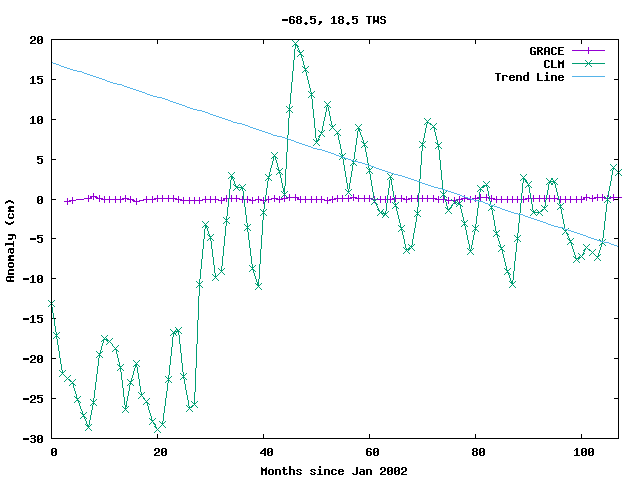 -68.5, 18.5 TWS
GRACE
CLM
Trend Line
20
15
10
5
0
-5
-10
-15
-20
-25
-30
Anomaly (cm)
0 20 40 60 80 100
Months since Jan 2002